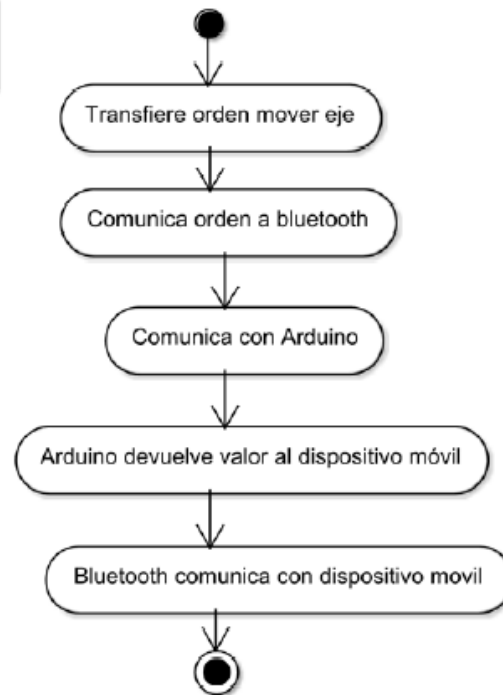 Transfiere orden mover eje
Comunica orden a bluetooth
Comunica con Arduino
Arduino devuelve valor al dispositivo móvil
Bluetooth comunica con dispositivo movil